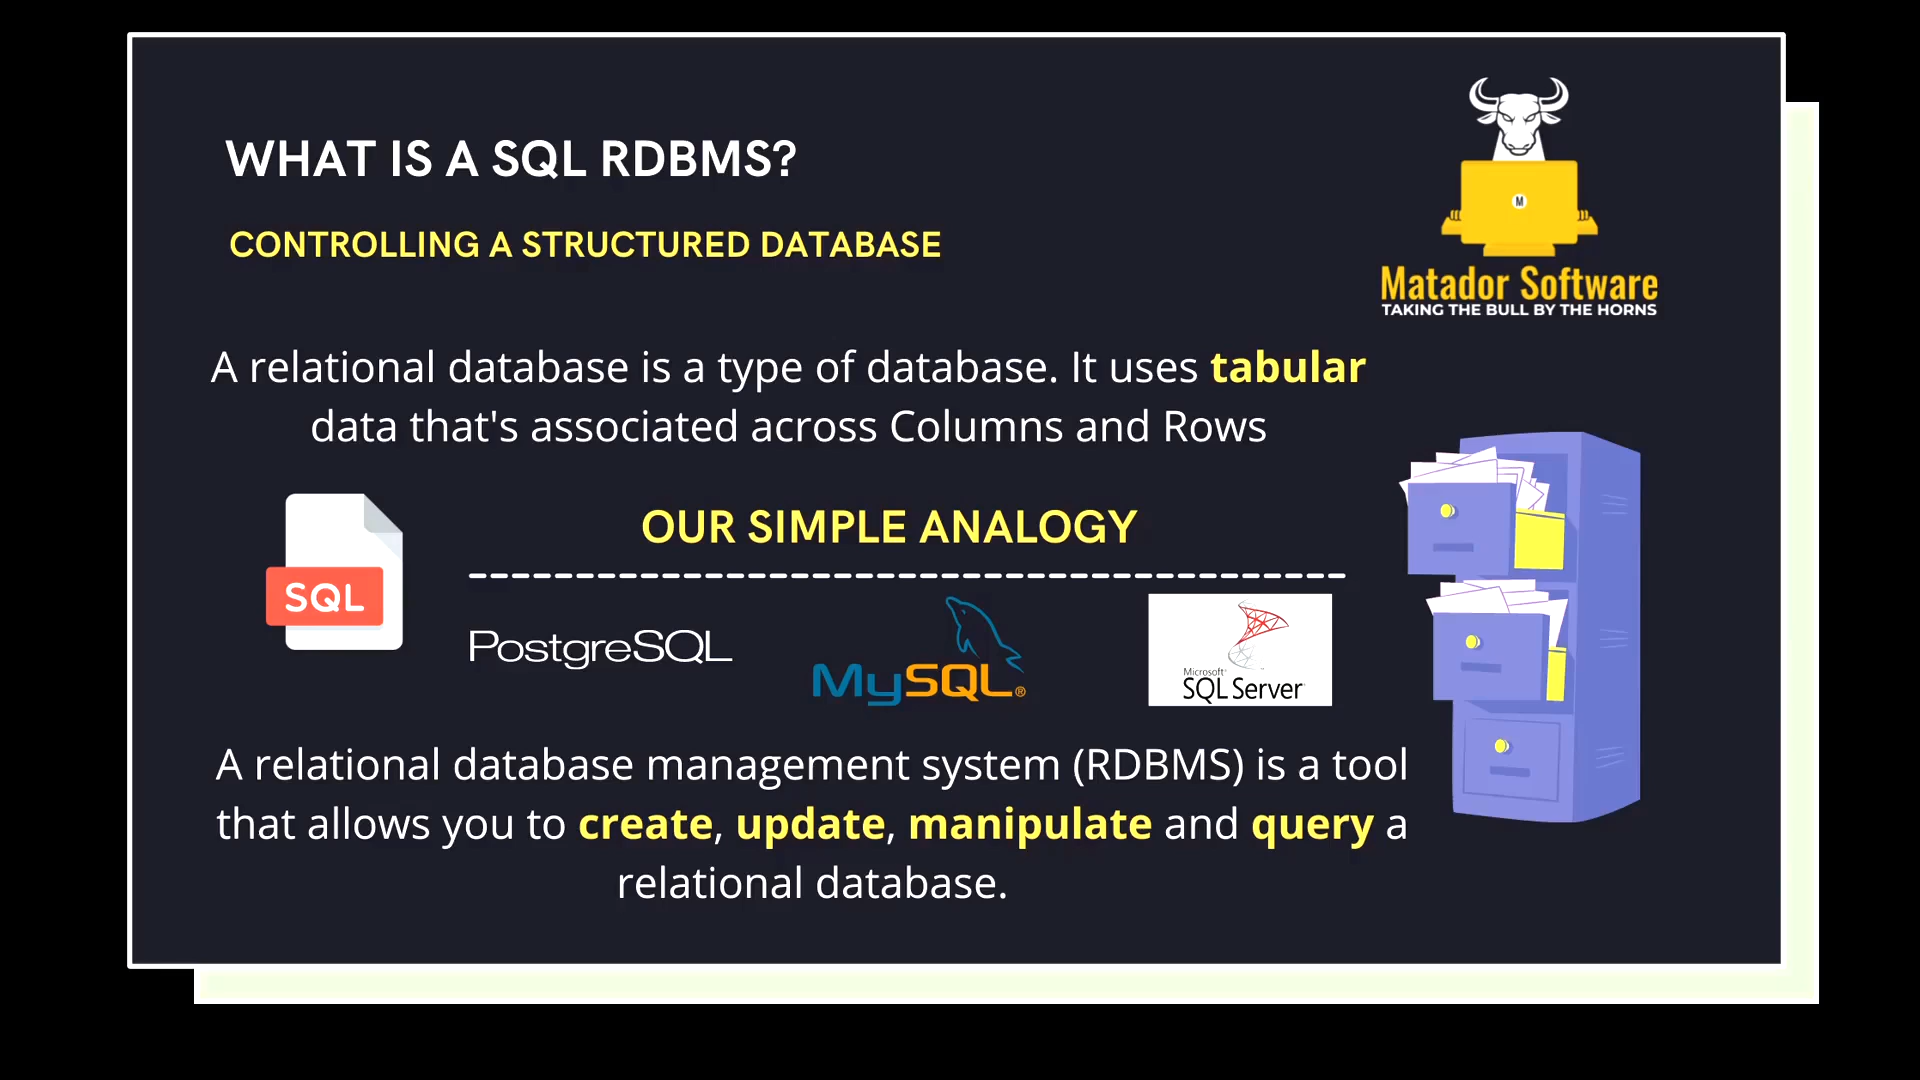 WHAT IS A SQL RDBMS?
CONTROLLING A STRUCTURED DATABASE
M
Matador Software
TAKING THE BULL BY THE HORNS
A relational database is a type of database. It uses tabular
data that's associated across Columns and Rows
OUR SIMPLE ANALOGY
SQL
PostgreSQL
MySQL®
Microsoft®
SQL Server
A relational database management system (RDBMS) is a tool
that allows you to create, update, manipulate and query a
relational database.